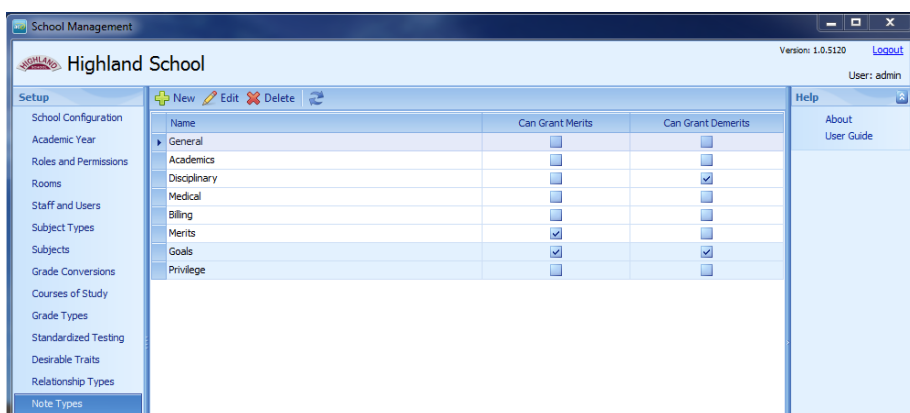 School Management
Version: 1.0.5120 Logout
HIGHLAND
Highland School
User: admin
Setup
School Configuration
Academic Year
Roles and Permissions
Rooms
Staff and Users
Subject Types
Subjects
Grade Conversions
Courses of Study
Grade Types
Standardized Testing
Desirable Traits
Relationship Types
Note Types
New Edit Delete
Name Can Grant Merits Can Grant Demerits
General
Academics
Disciplinary
Medical
Billing
Merits
Goals
Privilege
Help
About
User Guide